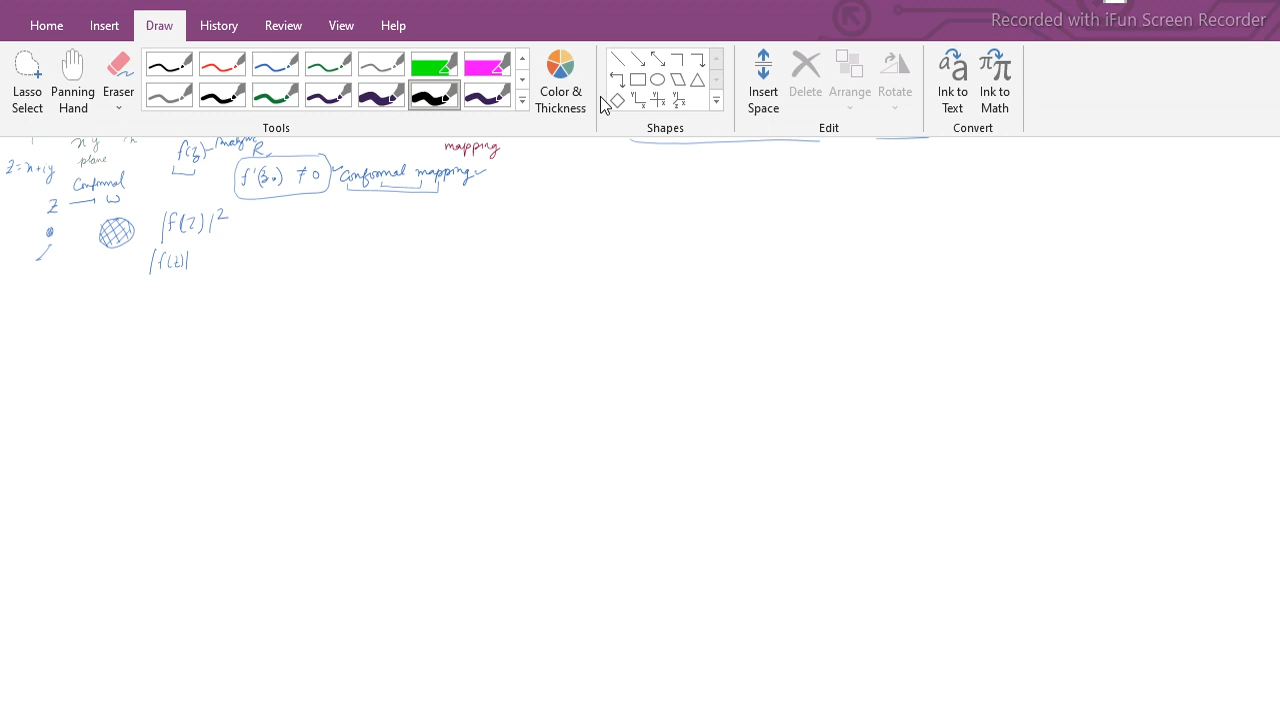 Recorded with iFun Screen Recorder
Home Insert Draw History Review View Help
Lasso Select
Panning Hand
Eraser
Color & Thickness
Insert Space
Delete
Arrange
Rotate
Ink to Text
Ink to Math
Tools
Shapes
Edit
Convert
plane
mapping
Z=x+iy
f(z)
R
Conformal
f'(z₀) ≠ 0
Conformal mapping
Z → ω
|f(z)|²
|f(z)|